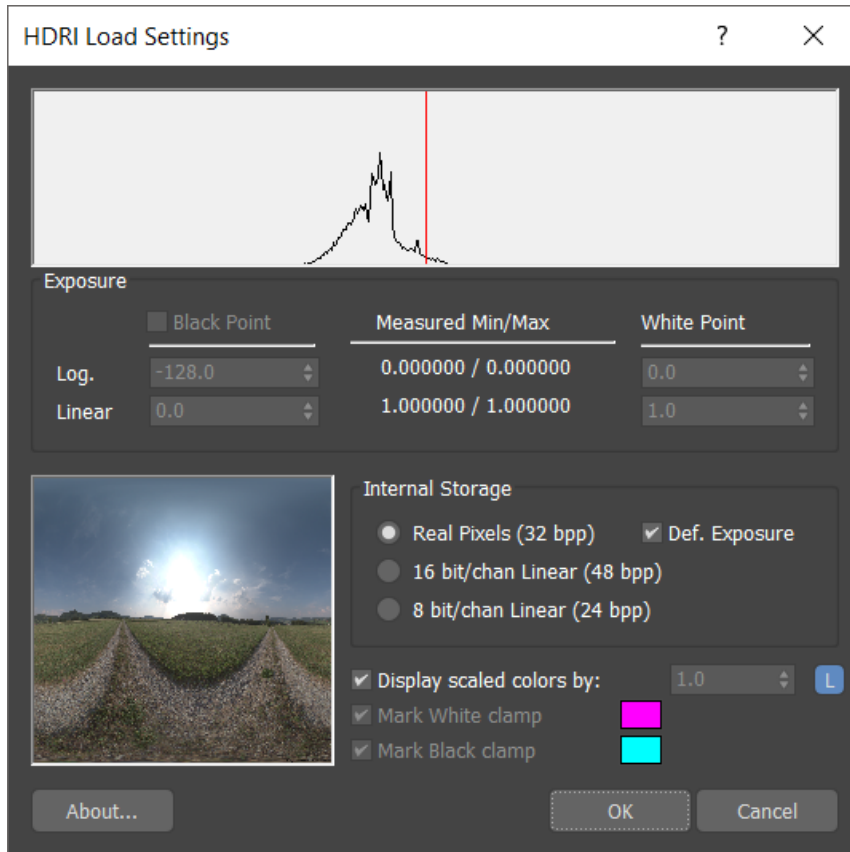 HDRI Load Settings ?
Exposure
Black Point Measured Min/Max White Point
Log. -128.0 0.000000 / 0.000000 0.0
Linear 0.0 1.000000 / 1.000000 1.0
Internal Storage
Real Pixels (32 bpp) Def. Exposure
16 bit/chan Linear (48 bpp)
8 bit/chan Linear (24 bpp)
Display scaled colors by: 1.0 L
Mark White clamp
Mark Black clamp
About... OK Cancel